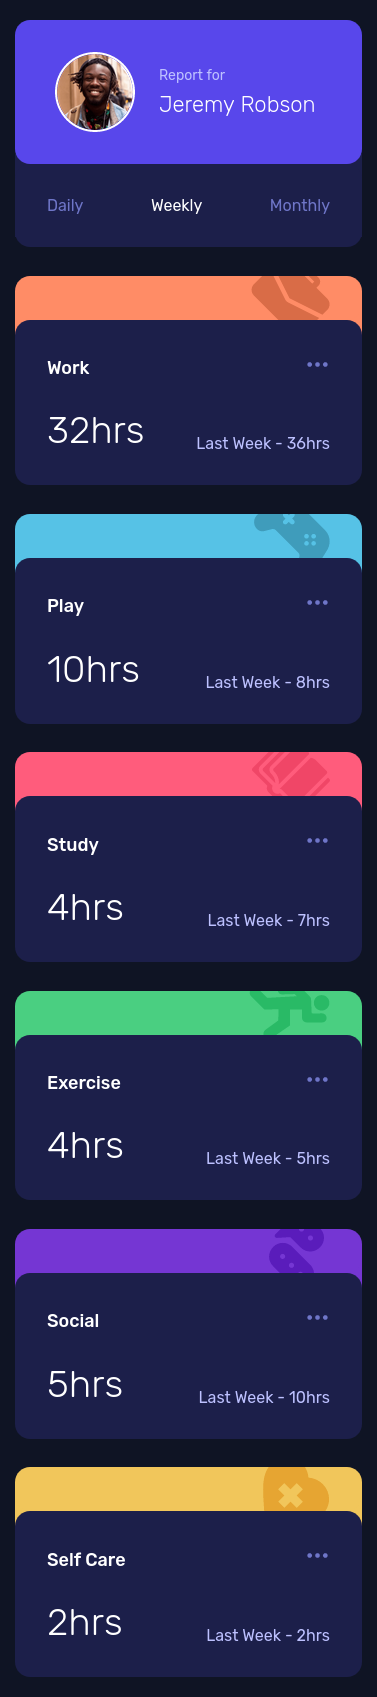 Report for
Jeremy Robson
Daily Weekly Monthly
Work
32hrs
Last Week - 36hrs
Play
10hrs
Last Week - 8hrs
Study
4hrs
Last Week - 7hrs
Exercise
4hrs
Last Week - 5hrs
Social
5hrs
Last Week - 10hrs
Self Care
2hrs
Last Week - 2hrs